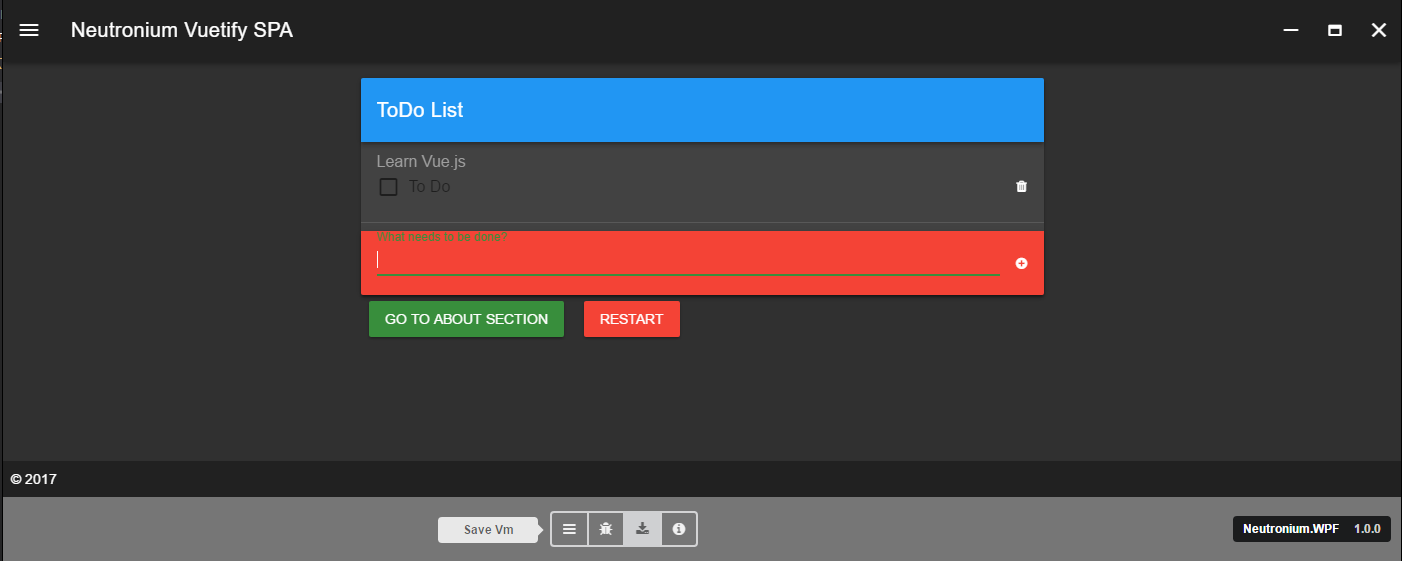 Neutronium Vuetify SPA
ToDo List
Learn Vue.js
To Do
What needs to be done?
GO TO ABOUT SECTION RESTART
© 2017
Save Vm
Neutronium.WPF 1.0.0